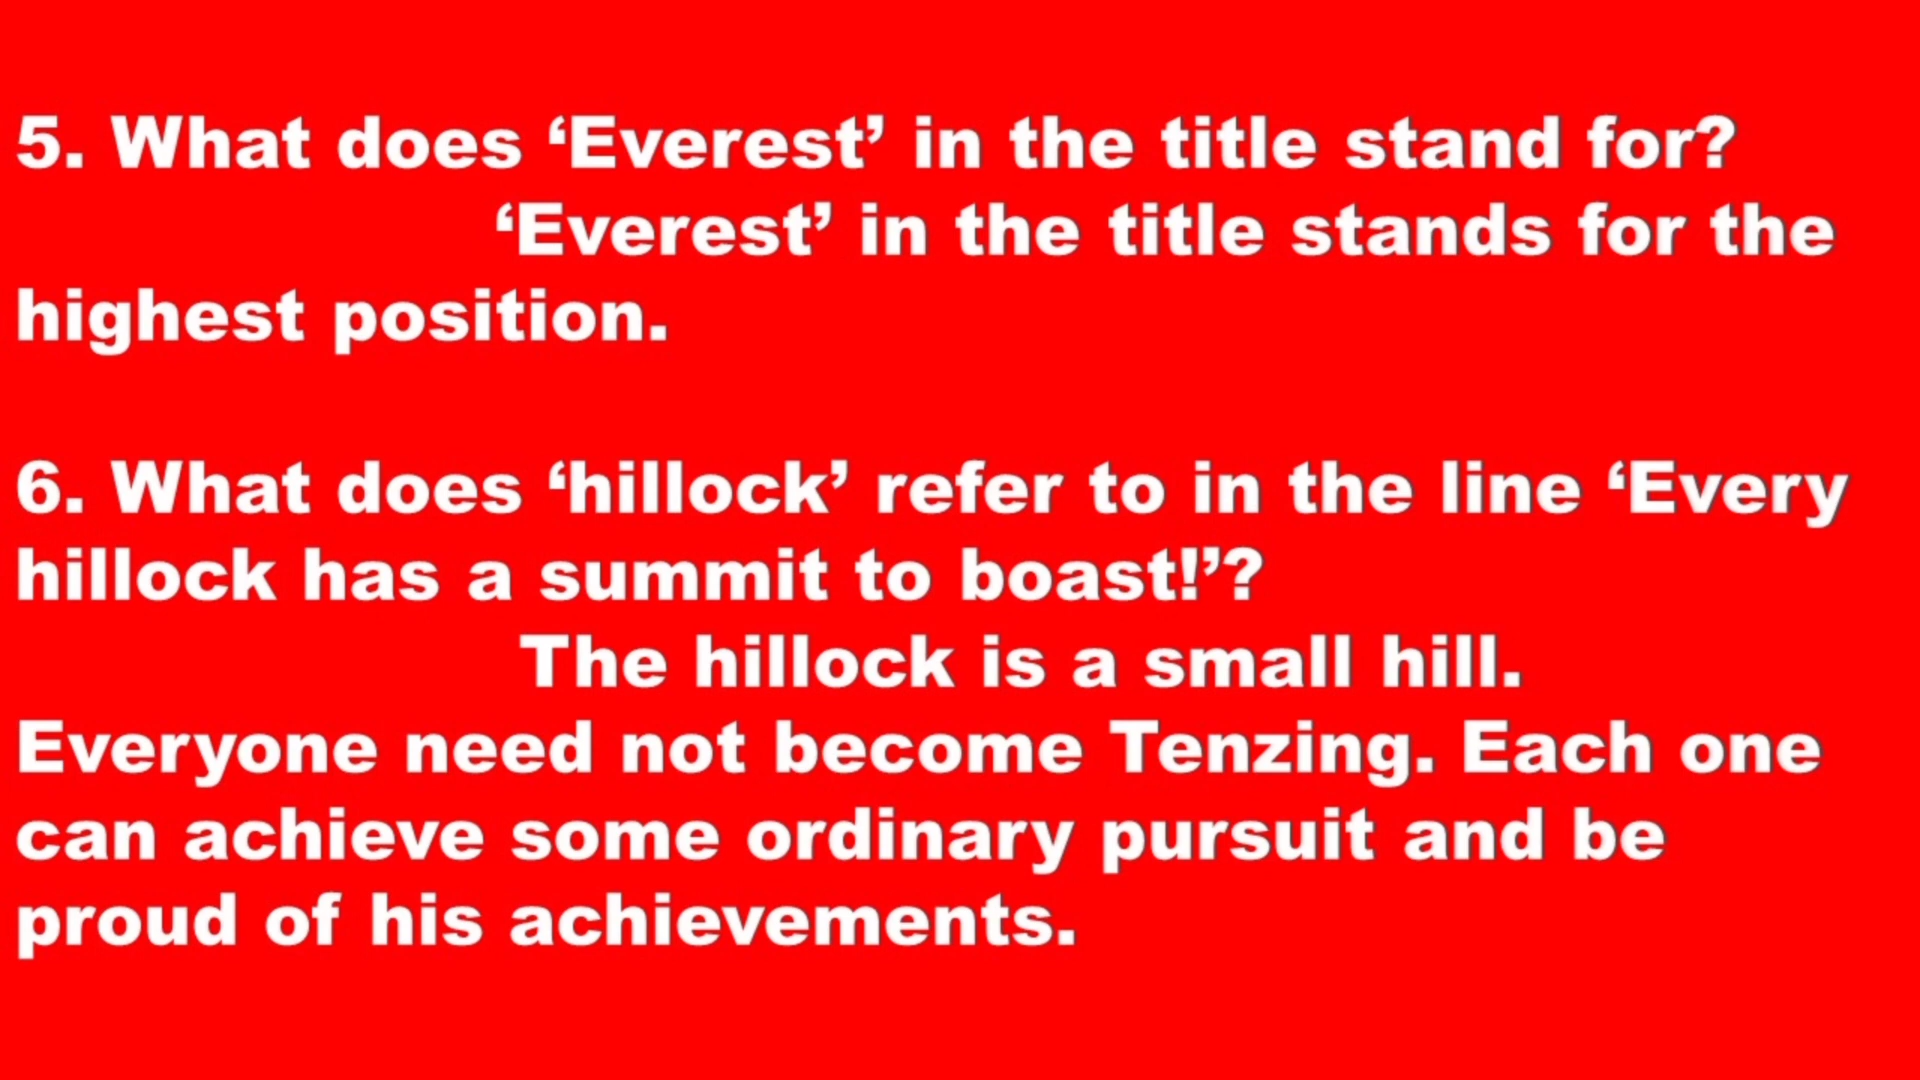 5. What does ‘Everest’ in the title stand for?
‘Everest’ in the title stands for the
highest position.
6. What does ‘hillock’ refer to in the line ‘Every
hillock has a summit to boast!’?
The hillock is a small hill.
Everyone need not become Tenzing. Each one
can achieve some ordinary pursuit and be
proud of his achievements.